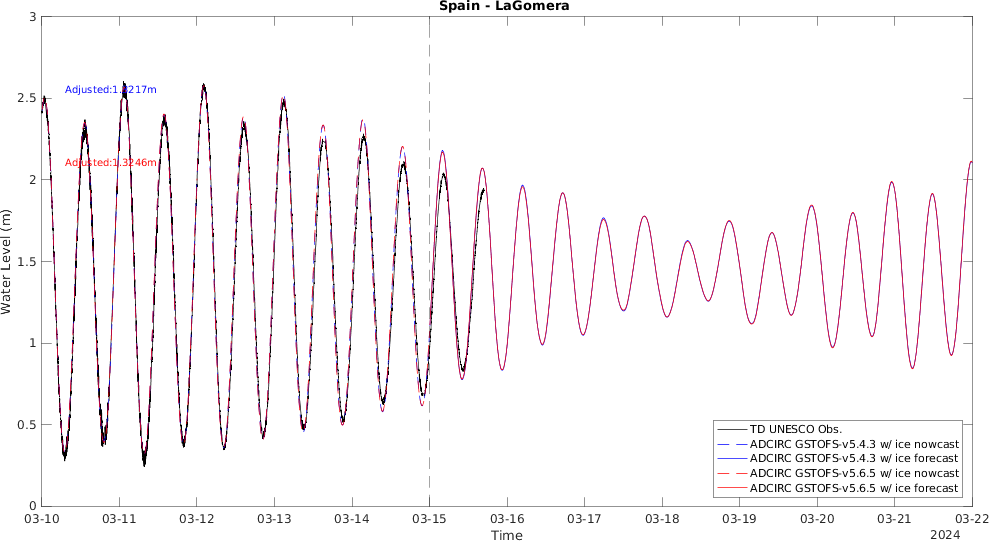 Spain - LaGomera
3
2.5
2
1.5
1
0.5
0
Water Level (m)
Adjusted:1.3217m
Adjusted:1.3246m
TD UNESCO Obs.
ADCIRC GSTOFS-v5.4.3 w/ ice nowcast
ADCIRC GSTOFS-v5.4.3 w/ ice forecast
ADCIRC GSTOFS-v5.6.5 w/ ice nowcast
ADCIRC GSTOFS-v5.6.5 w/ ice forecast
03-10 03-11 03-12 03-13 03-14 03-15 03-16 03-17 03-18 03-19 03-20 03-21 03-22
Time
2024